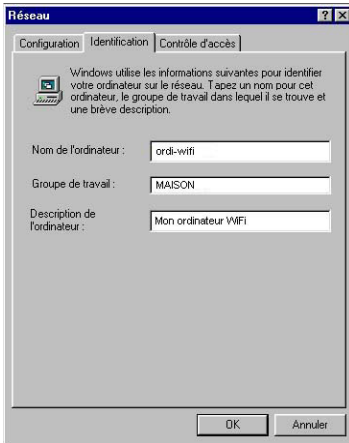 Réseau
Configuration Identification Contrôle d'accès
Windows utilise les informations suivantes pour identifier
votre ordinateur sur le réseau. Tapez un nom pour cet
ordinateur, le groupe de travail dans lequel il se trouve et
une brève description.
Nom de l'ordinateur : ordi-wifi
Groupe de travail : MAISON
Description de
l'ordinateur : Mon ordinateur WiFi
OK Annuler